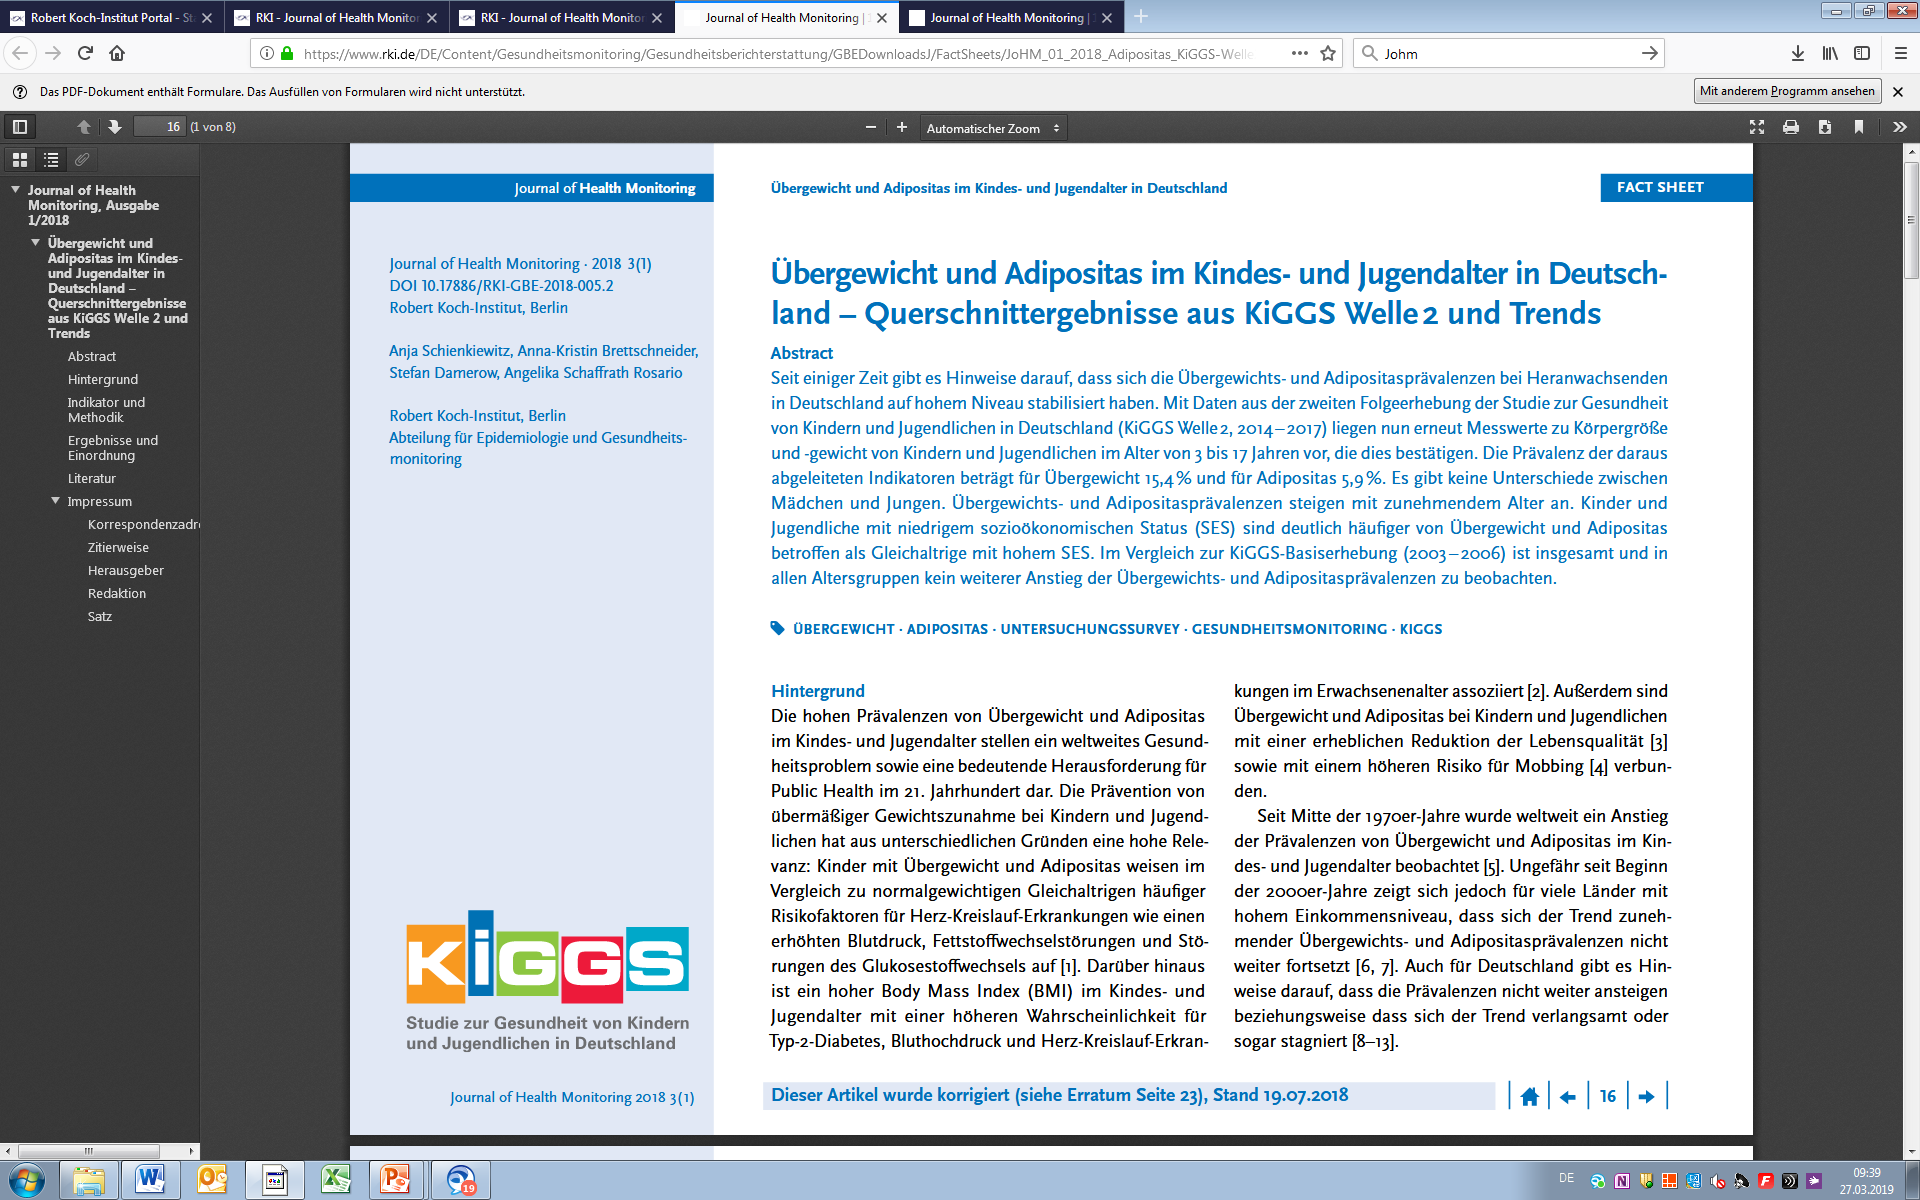 Robert Koch-Institut Portal - St
RKI - Journal of Health Monitor
RKI - Journal of Health Monitor
Journal of Health Monitoring |
Journal of Health Monitoring |
https://www.rki.de/DE/Content/Gesundheitsmonitoring/Gesundheitsberichterstattung/GBEDownloadsJ/FactSheets/JoHM_01_2018_Adipositas_KiGGS-Welle
Johm
Das PDF-Dokument enthält Formulare. Das Ausfüllen von Formularen wird nicht unterstützt.
Mit anderem Programm ansehen
16 (1 von 8)
Automatischer Zoom
Journal of Health
Monitoring, Ausgabe
1/2018
Übergewicht und
Adipositas im Kindes-
und Jugendalter in
Deutschland –
Querschnittergebnisse
aus KiGGS Welle 2 und
Trends
Abstract
Hintergrund
Indikator und
Methodik
Ergebnisse und
Einordnung
Literatur
Impressum
Korrespondenzadre
Zitierweise
Herausgeber
Redaktion
Satz
Journal of Health Monitoring
Übergewicht und Adipositas im Kindes- und Jugendalter in Deutschland
FACT SHEET
Journal of Health Monitoring · 2018 3(1)
DOI 10.17886/RKI-GBE-2018-005.2
Robert Koch-Institut, Berlin
Anja Schienkiewitz, Anna-Kristin Brettschneider,
Stefan Damerow, Angelika Schaffrath Rosario
Robert Koch-Institut, Berlin
Abteilung für Epidemiologie und Gesundheits-
monitoring
KiGGS
Studie zur Gesundheit von Kindern
und Jugendlichen in Deutschland
Journal of Health Monitoring 2018 3(1)
Übergewicht und Adipositas im Kindes- und Jugendalter in Deutsch-
land – Querschnittergebnisse aus KiGGS Welle 2 und Trends
Abstract
Seit einiger Zeit gibt es Hinweise darauf, dass sich die Übergewichts- und Adipositasprävalenzen bei Heranwachsenden
in Deutschland auf hohem Niveau stabilisiert haben. Mit Daten aus der zweiten Folgeerhebung der Studie zur Gesundheit
von Kindern und Jugendlichen in Deutschland (KiGGS Welle 2, 2014–2017) liegen nun erneut Messwerte zu Körpergröße
und -gewicht von Kindern und Jugendlichen im Alter von 3 bis 17 Jahren vor, die dies bestätigen. Die Prävalenz der daraus
abgeleiteten Indikatoren beträgt für Übergewicht 15,4 % und für Adipositas 5,9 %. Es gibt keine Unterschiede zwischen
Mädchen und Jungen. Übergewichts- und Adipositasprävalenzen steigen mit zunehmendem Alter an. Kinder und
Jugendliche mit niedrigem sozioökonomischen Status (SES) sind deutlich häufiger von Übergewicht und Adipositas
betroffen als Gleichaltrige mit hohem SES. Im Vergleich zur KiGGS-Basiserhebung (2003–2006) ist insgesamt und in
allen Altersgruppen kein weiterer Anstieg der Übergewichts- und Adipositasprävalenzen zu beobachten.
ÜBERGEWICHT · ADIPOSITAS · UNTERSUCHUNGSSURVEY · GESUNDHEITSMONITORING · KIGGS
Hintergrund
Die hohen Prävalenzen von Übergewicht und Adipositas
im Kindes- und Jugendalter stellen ein weltweites Gesund-
heitsproblem sowie eine bedeutende Herausforderung für
Public Health im 21. Jahrhundert dar. Die Prävention von
übermäßiger Gewichtszunahme bei Kindern und Jugend-
lichen hat aus unterschiedlichen Gründen eine hohe Rele-
vanz: Kinder mit Übergewicht und Adipositas weisen im
Vergleich zu normalgewichtigen Gleichaltrigen häufiger
Risikofaktoren für Herz-Kreislauf-Erkrankungen wie einen
erhöhten Blutdruck, Fettstoffwechselstörungen und Stö-
rungen des Glukosestoffwechsels auf [1]. Darüber hinaus
ist ein hoher Body Mass Index (BMI) im Kindes- und
Jugendalter mit einer höheren Wahrscheinlichkeit für
Typ-2-Diabetes, Bluthochdruck und Herz-Kreislauf-Erkran-
kungen im Erwachsenenalter assoziiert [2]. Außerdem sind
Übergewicht und Adipositas bei Kindern und Jugendlichen
mit einer erheblichen Reduktion der Lebensqualität [3]
sowie mit einem höheren Risiko für Mobbing [4] verbun-
den.
Seit Mitte der 1970er-Jahre wurde weltweit ein Anstieg
der Prävalenzen von Übergewicht und Adipositas im Kin-
des- und Jugendalter beobachtet [5]. Ungefähr seit Beginn
der 2000er-Jahre zeigt sich jedoch für viele Länder mit
hohem Einkommensniveau, dass sich der Trend zuneh-
mender Übergewichts- und Adipositasprävalenzen nicht
weiter fortsetzt [6, 7]. Auch für Deutschland gibt es Hin-
weise darauf, dass die Prävalenzen nicht weiter ansteigen
beziehungsweise dass sich der Trend verlangsamt oder
sogar stagniert [8–13].
Dieser Artikel wurde korrigiert (siehe Erratum Seite 23), Stand 19.07.2018
16
19
DE
09:39
27.03.2019